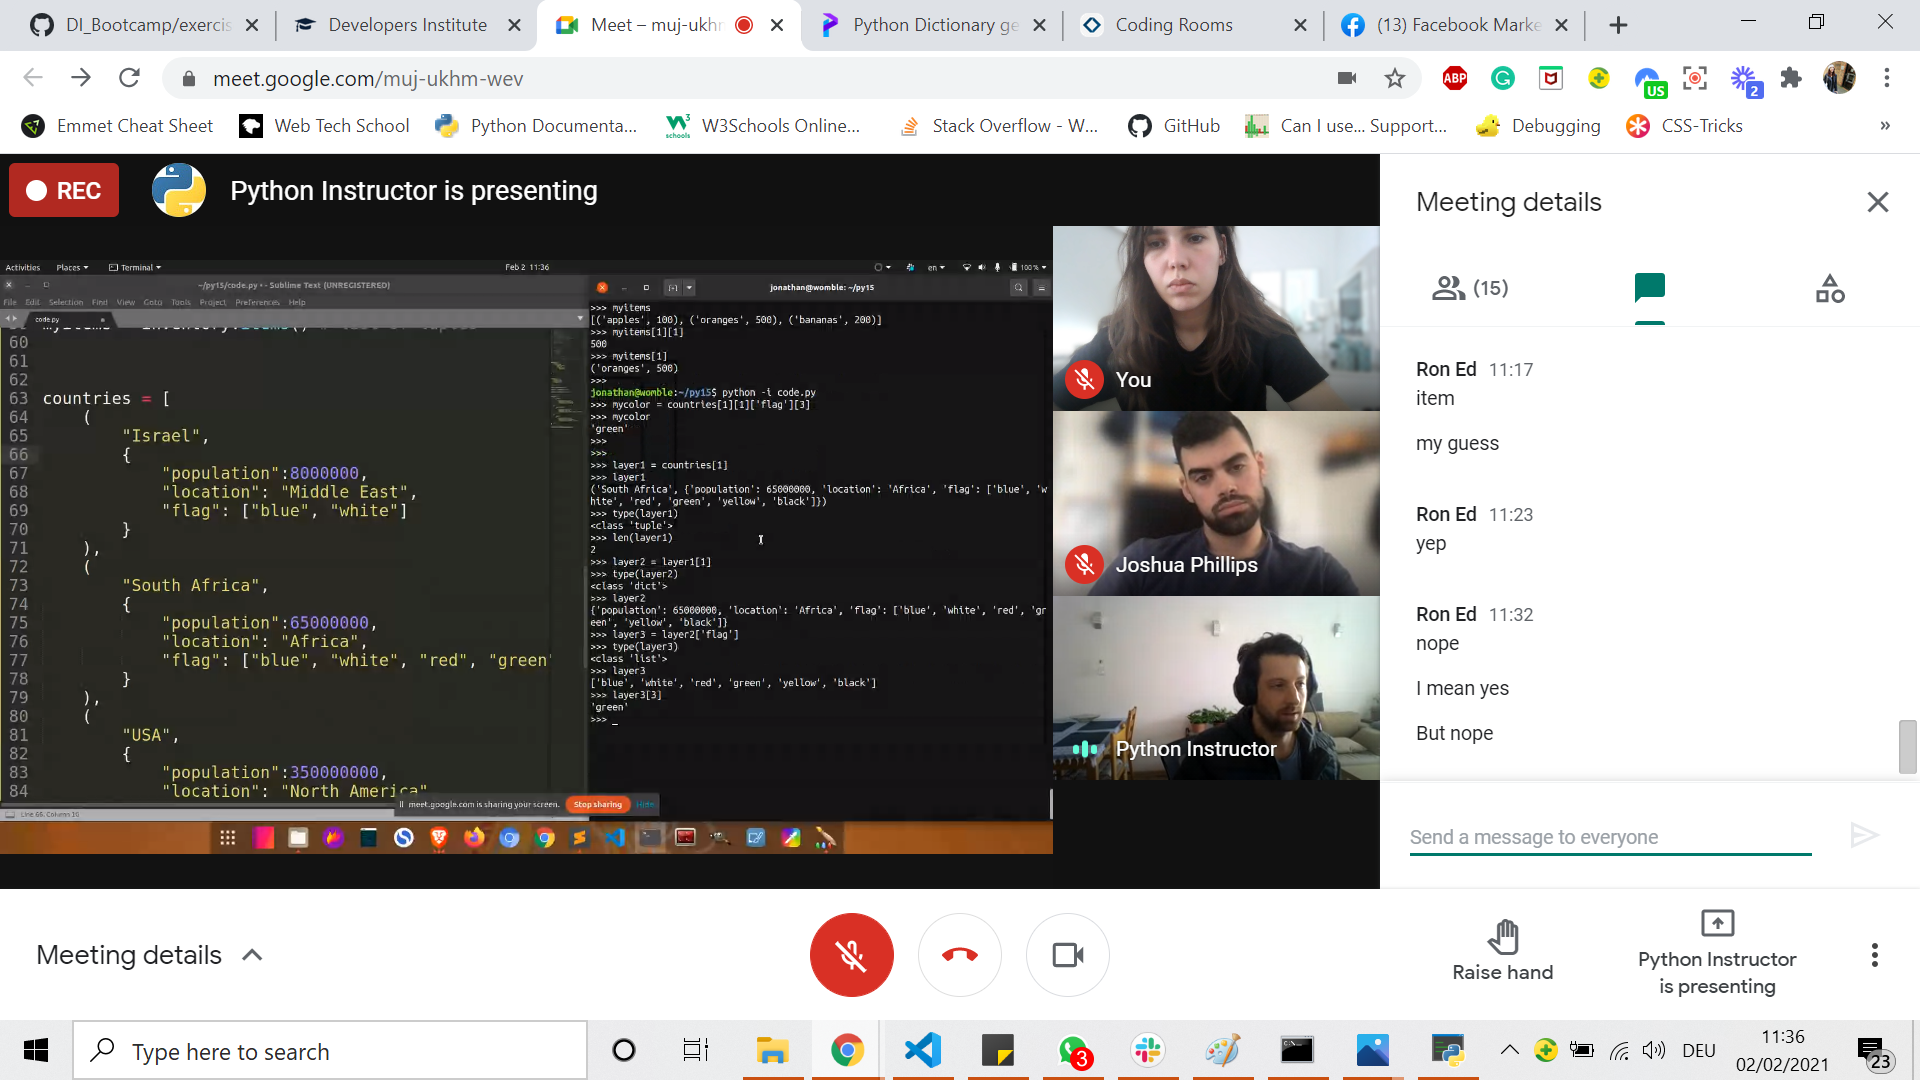 DI_Bootcamp/exercis
Developers Institute
Meet – muj-ukhm
Python Dictionary ge
Coding Rooms
(13) Facebook Marke
meet.google.com/muj-ukhm-wev
ABP
US
2
Emmet Cheat Sheet
Web Tech School
Python Documenta...
W3Schools Online...
Stack Overflow - W...
GitHub
Can I use... Support...
Debugging
CSS-Tricks
»
REC
Python Instructor is presenting
Activities
Places
Terminal
Feb 2 11:36
en
100 %
~/py15/code.py • - Sublime Text (UNREGISTERED)
File Edit Selection Find View Goto Tools Project Preferences Help
code.py
60
61
62
63 countries = [
64 (
65 "Israel",
66 {
67 "population":8000000,
68 "location": "Middle East",
69 "flag": ["blue", "white"]
70 }
71 ),
72 (
73 "South Africa",
74 {
75 "population":65000000,
76 "location": "Africa",
77 "flag": ["blue", "white", "red", "green"
78 }
79 ),
80 (
81 "USA",
82 {
83 "population":350000000,
84 "location": "North America"
Line 66, Column 10
jonathan@womble: ~/py15
>>> myitems
[('apples', 100), ('oranges', 500), ('bananas', 200)]
>>> myitems[1][1]
500
>>> myitems[1]
('oranges', 500)
>>>
jonathan@womble:~/py15$ python -i code.py
>>> mycolor = countries[1][1]['flag'][3]
>>> mycolor
'green'
>>>
>>>
>>> layer1 = countries[1]
>>> layer1
('South Africa', {'population': 65000000, 'location': 'Africa', 'flag': ['blue', 'w
hite', 'red', 'green', 'yellow', 'black']})
>>> type(layer1)
<class 'tuple'>
>>> len(layer1)
2
>>> layer2 = layer1[1]
>>> type(layer2)
<class 'dict'>
>>> layer2
{'population': 65000000, 'location': 'Africa', 'flag': ['blue', 'white', 'red', 'gr
een', 'yellow', 'black']}
>>> layer3 = layer2['flag']
>>> type(layer3)
<class 'list'>
>>> layer3
['blue', 'white', 'red', 'green', 'yellow', 'black']
>>> layer3[3]
'green'
>>> _
meet.google.com is sharing your screen.
Stop sharing
Hide
You
Joshua Phillips
Python Instructor
Meeting details
(15)
Ron Ed 11:17
item
my guess
Ron Ed 11:23
yep
Ron Ed 11:32
nope
I mean yes
But nope
Send a message to everyone
Meeting details
Raise hand
Python Instructor
is presenting
Type here to search
3
DEU
11:36
02/02/2021
23